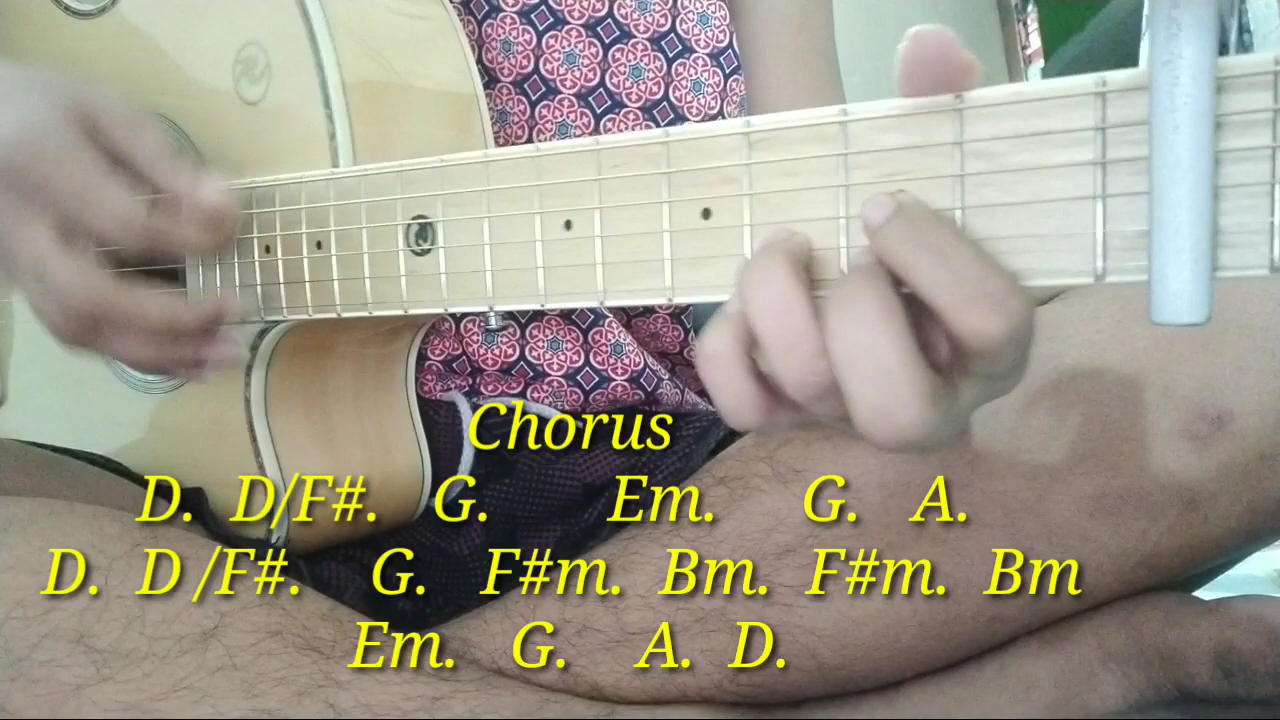 Chorus
D. D/F#. G. Em. G. A.
D. D /F#. G. F#m. Bm. F#m. Bm
Em. G. A. D.